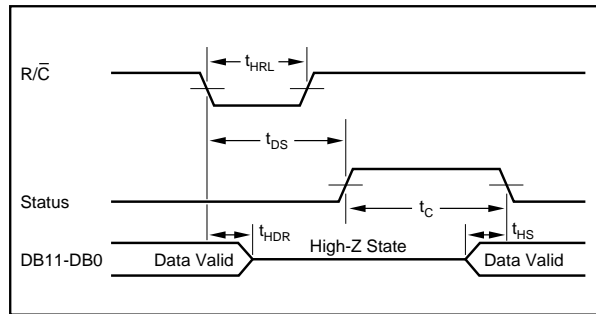 R/C̅
tHRL
tDS
Status
tC
tHDR
High-Z State
tHS
DB11-DB0
Data Valid
Data Valid